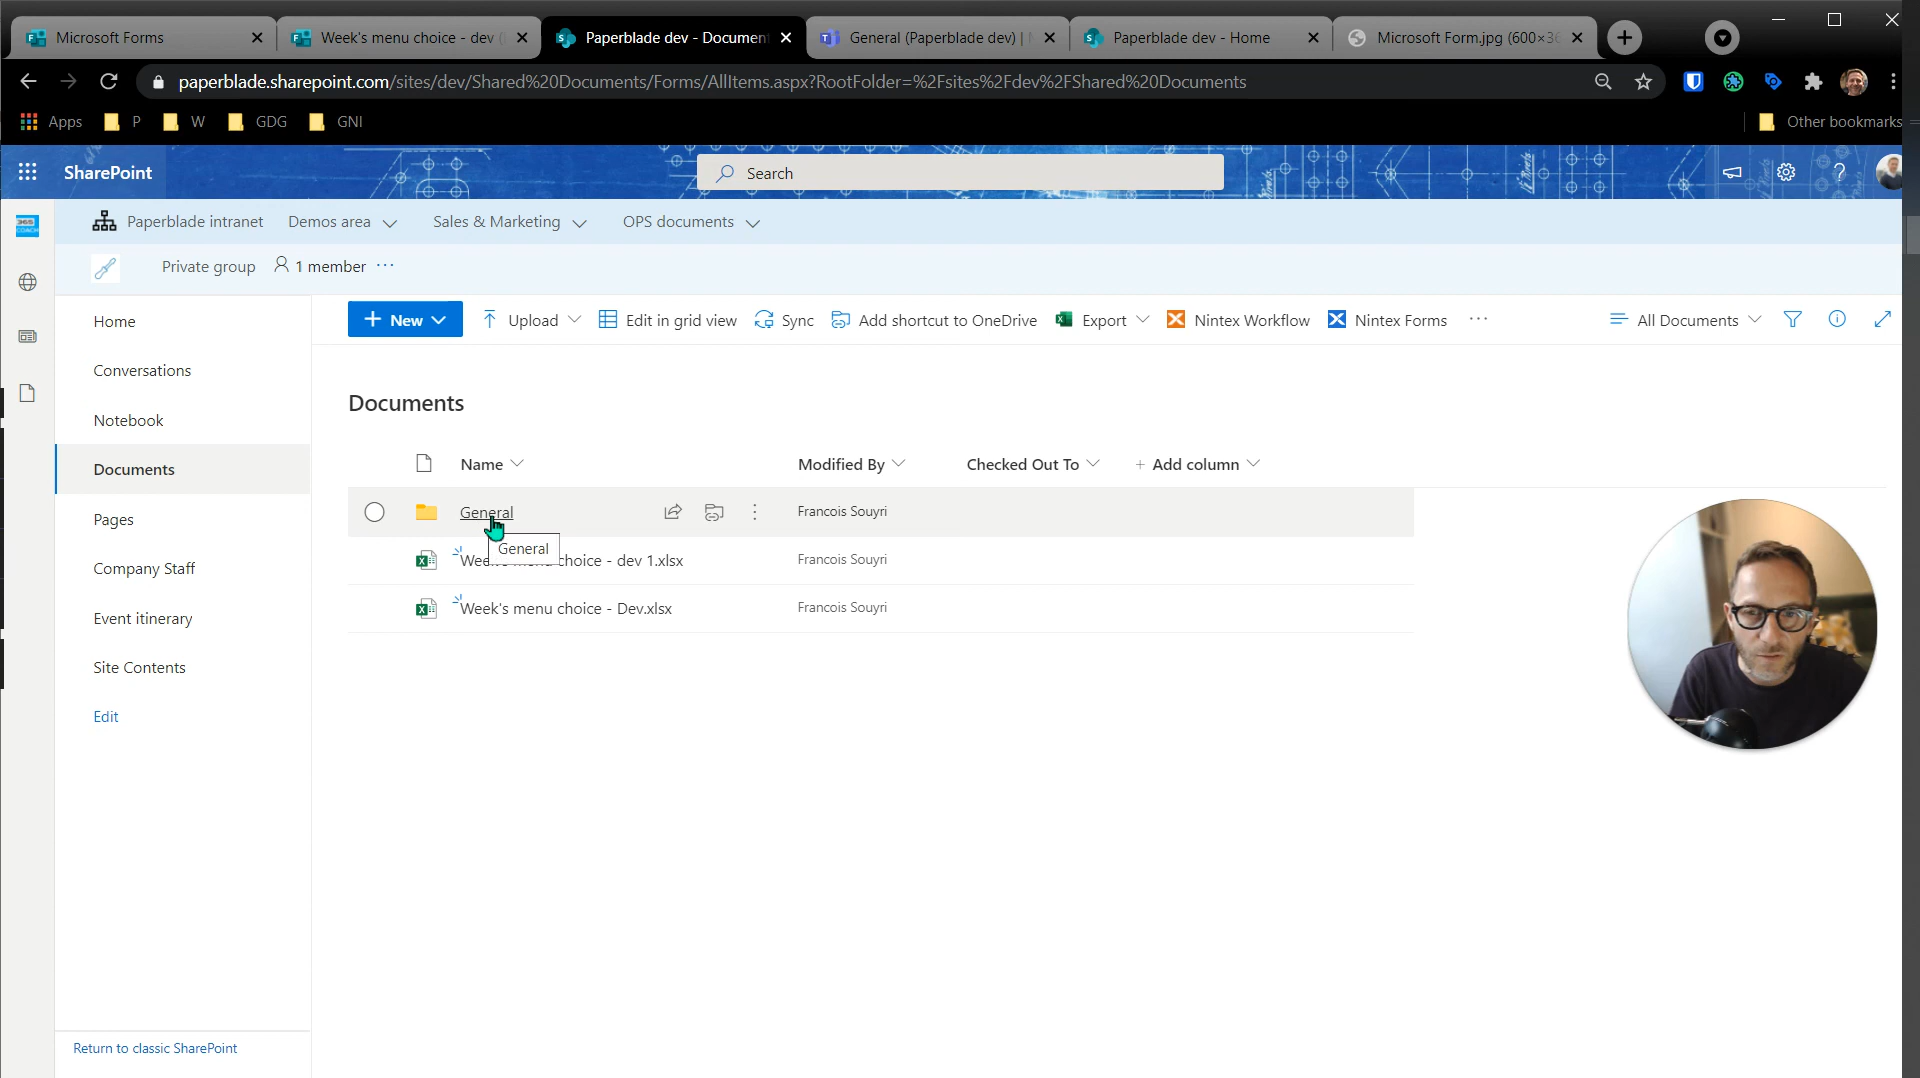 Microsoft Forms
Week's menu choice - dev (
Paperblade dev - Document
General (Paperblade dev) |
Paperblade dev - Home
Microsoft Form.jpg (600×36
paperblade.sharepoint.com/sites/dev/Shared%20Documents/Forms/AllItems.aspx?RootFolder=%2Fsites%2Fdev%2FShared%20Documents
Apps P W GDG GNI Other bookmarks
SharePoint Search
365 COACH
Paperblade intranet Demos area Sales & Marketing OPS documents
Private group 1 member ...
Home
Conversations
Notebook
Documents
Pages
Company Staff
Event itinerary
Site Contents
Edit
Return to classic SharePoint
+ New Upload Edit in grid view Sync Add shortcut to OneDrive Export Nintex Workflow Nintex Forms ... All Documents
Documents
Name Modified By Checked Out To + Add column
General Francois Souyri
General
choice - dev 1.xlsx Francois Souyri
Week's menu choice - Dev.xlsx Francois Souyri